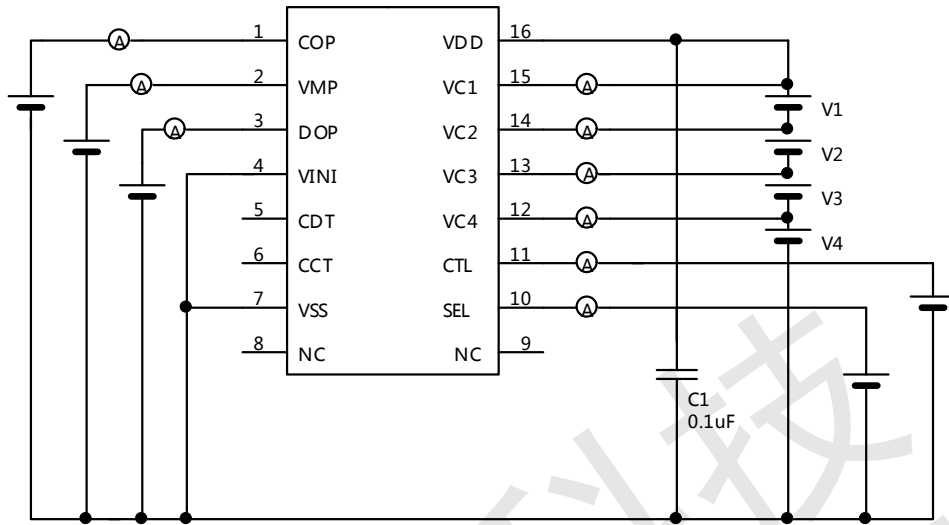 A 1 COP VDD 16
A 2 VMP VC1 15 A V1
A 3 DOP VC2 14 A V2
4 VINI VC3 13 A V3
5 CDT VC4 12 A V4
6 CCT CTL 11 A
7 VSS SEL 10 A
8 NC NC 9
C1
0.1uF
科技